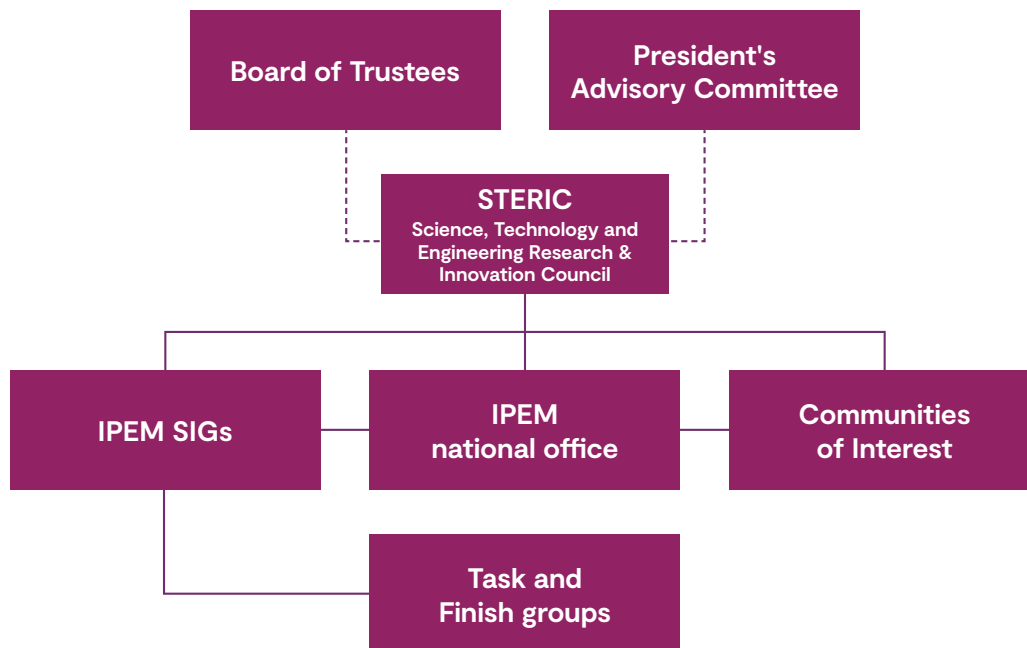 Board of Trustees
President's
Advisory Committee
STERIC
Science, Technology and
Engineering Research &
Innovation Council
IPEM SIGs
IPEM
national office
Communities
of Interest
Task and
Finish groups